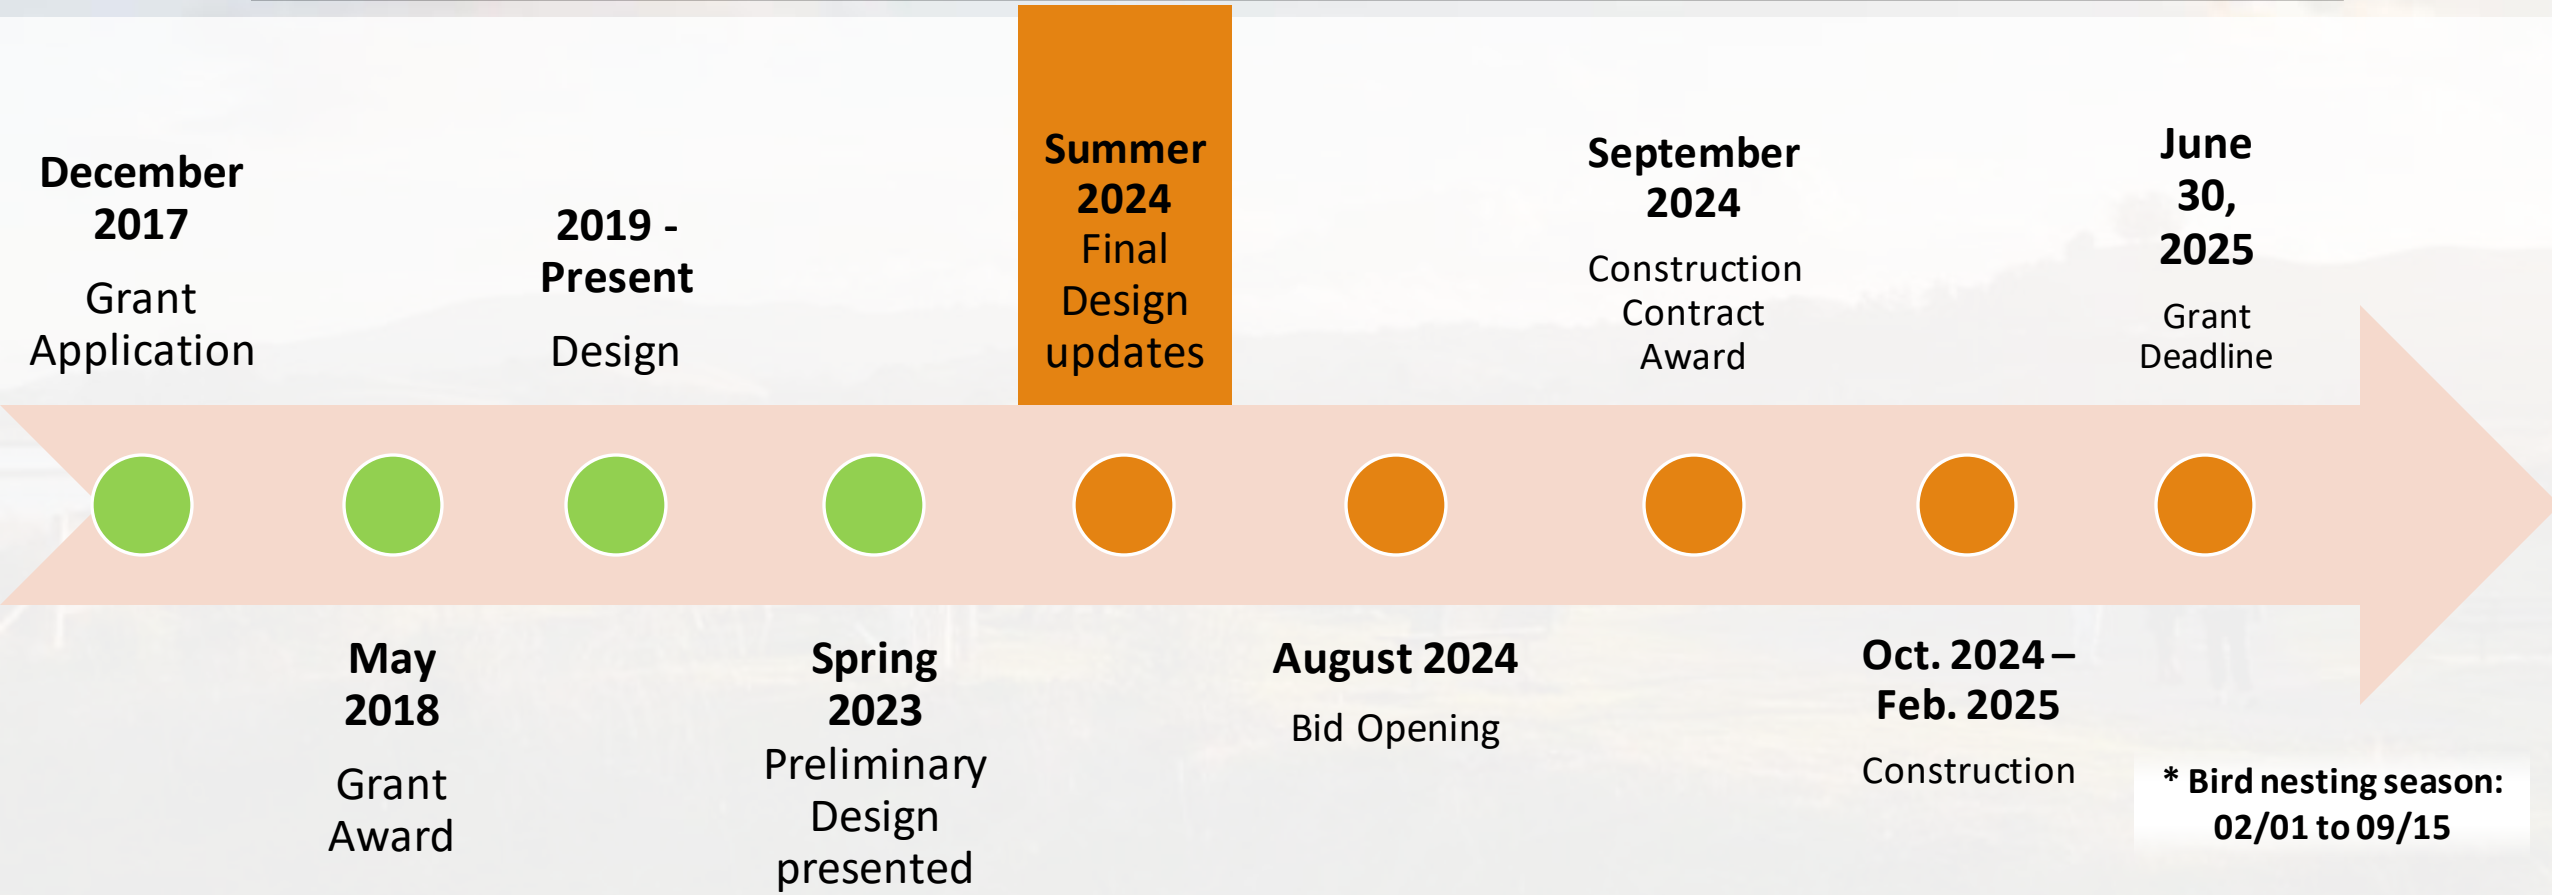 December
2017
Grant
Application
May
2018
Grant
Award
2019 -
Present
Design
Spring
2023
Preliminary
Design
presented
Summer
2024
Final
Design
updates
August 2024
Bid Opening
September
2024
Construction
Contract
Award
Oct. 2024 –
Feb. 2025
Construction
June
30,
2025
Grant
Deadline
* Bird nesting season:
02/01 to 09/15